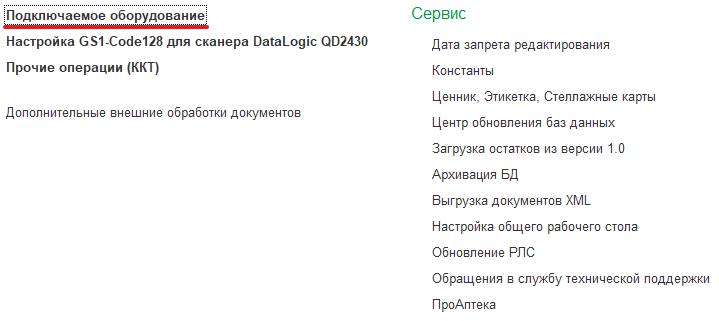 Подключаемое оборудование
Настройка GS1-Code128 для сканера DataLogic QD2430
Прочие операции (ККТ)
Дополнительные внешние обработки документов
Сервис
Дата запрета редактирования
Константы
Ценник, Этикетка, Стеллажные карты
Центр обновления баз данных
Загрузка остатков из версии 1.0
Архивация БД
Выгрузка документов XML
Настройка общего рабочего стола
Обновление РЛС
Обращения в службу технической поддержки
ПроАптека